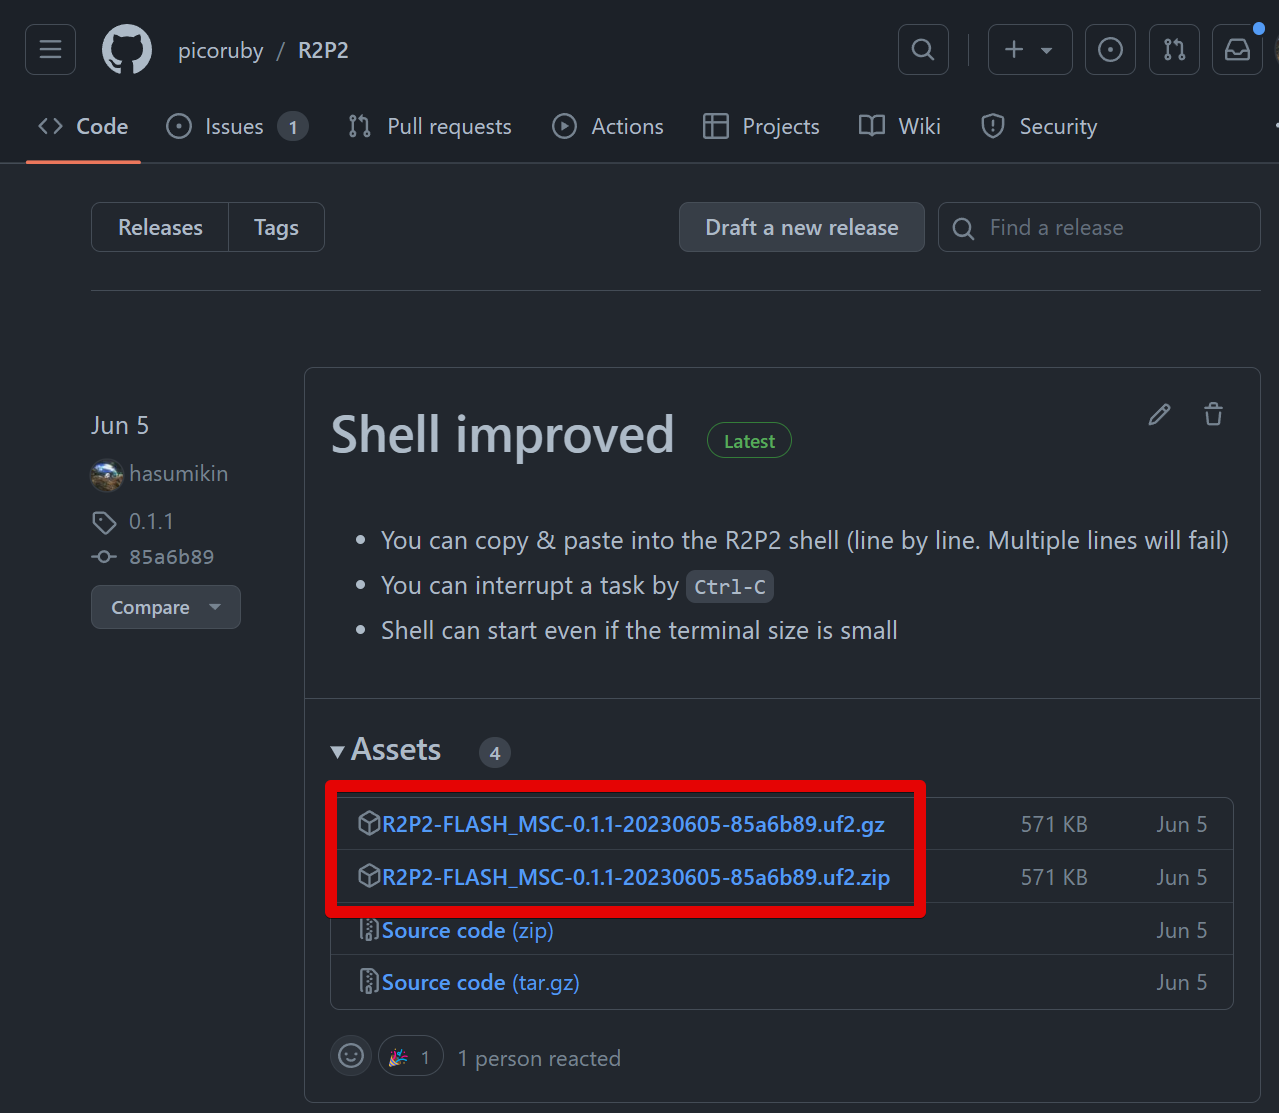 picoruby / R2P2
Code Issues 1 Pull requests Actions Projects Wiki Security
Releases Tags Draft a new release Find a release
Jun 5
hasumikin
0.1.1
85a6b89
Compare
Shell improved Latest
• You can copy & paste into the R2P2 shell (line by line. Multiple lines will fail)
• You can interrupt a task by Ctrl-C
• Shell can start even if the terminal size is small
Assets 4
R2P2-FLASH_MSC-0.1.1-20230605-85a6b89.uf2.gz 571 KB Jun 5
R2P2-FLASH_MSC-0.1.1-20230605-85a6b89.uf2.zip 571 KB Jun 5
Source code (zip) Jun 5
Source code (tar.gz) Jun 5
1 1 person reacted